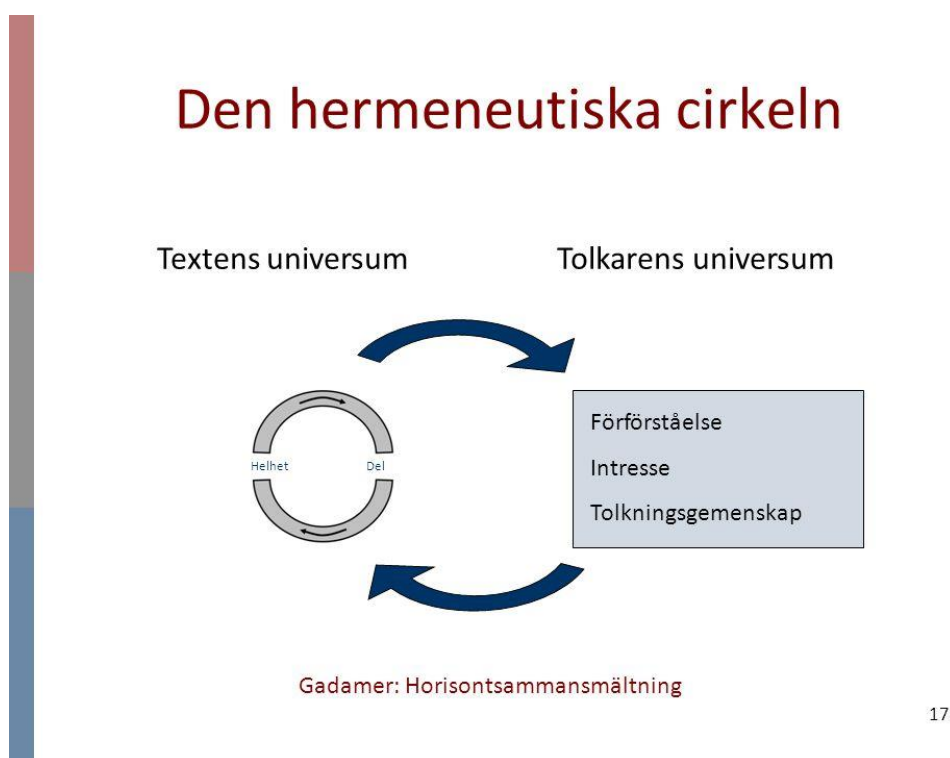 Den hermeneutiska cirkeln
Textens universum
Tolkarens universum
Förförståelse
Helhet
Del
Intresse
Tolkningsgemenskap
Gadamer: Horisontsammansmältning
17